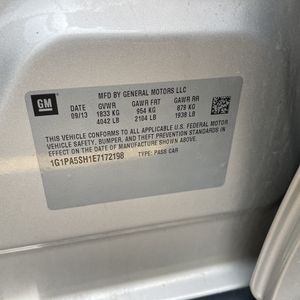 GM
MFD BY GENERAL MOTORS LLC
DATE GVWR GAWR FRT GAWR RR
09/13 1833 KG 954 KG 879 KG
4042 LB 2104 LB 1938 LB
THIS VEHICLE CONFORMS TO ALL APPLICABLE U.S. FEDERAL MOTOR
VEHICLE SAFETY, BUMPER, AND THEFT PREVENTION STANDARDS
IN EFFECT ON THE DATE OF MANUFACTURE SHOWN ABOVE.
1G1PA5SH1E7172198
TYPE: PASS CAR